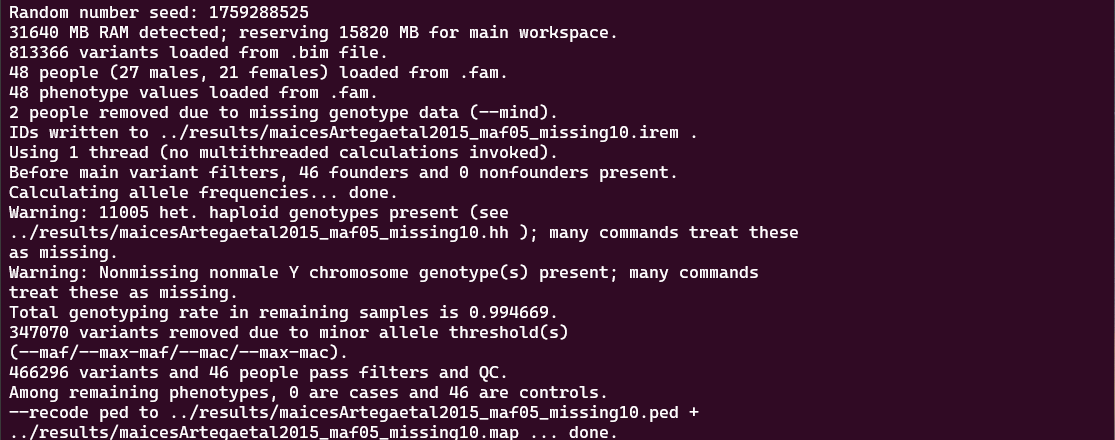 Random number seed: 1759288525
31640 MB RAM detected; reserving 15820 MB for main workspace.
813366 variants loaded from .bim file.
48 people (27 males, 21 females) loaded from .fam.
48 phenotype values loaded from .fam.
2 people removed due to missing genotype data (--mind).
IDs written to ../results/maicesArtegaetal2015_maf05_missing10.irem .
Using 1 thread (no multithreaded calculations invoked).
Before main variant filters, 46 founders and 0 nonfounders present.
Calculating allele frequencies... done.
Warning: 11005 het. haploid genotypes present (see
../results/maicesArtegaetal2015_maf05_missing10.hh ); many commands treat these
as missing.
Warning: Nonmissing nonmale Y chromosome genotype(s) present; many commands
treat these as missing.
Total genotyping rate in remaining samples is 0.994669.
347070 variants removed due to minor allele threshold(s)
(--maf/--max-maf/--mac/--max-mac).
466296 variants and 46 people pass filters and QC.
Among remaining phenotypes, 0 are cases and 46 are controls.
--recode ped to ../results/maicesArtegaetal2015_maf05_missing10.ped +
../results/maicesArtegaetal2015_maf05_missing10.map ... done.